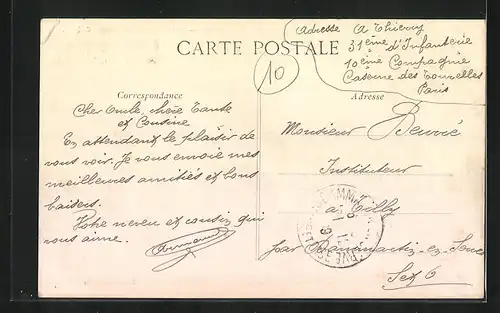 Adresse A Thierry
31ème d'Infanterie
10ème Compagnie
Caserne des Tourelles
Paris
CARTE POSTALE
10
Correspondance
Cher Oncle, chère Tante
et Cousine
En attendant le plaisir de
vous voir. Je vous envoie mes
meilleures amitiés et bons
baisers.
Votre neveu et cousin qui
vous aime.
Adresse
Monsieur
Instituteur
a Tilly
par